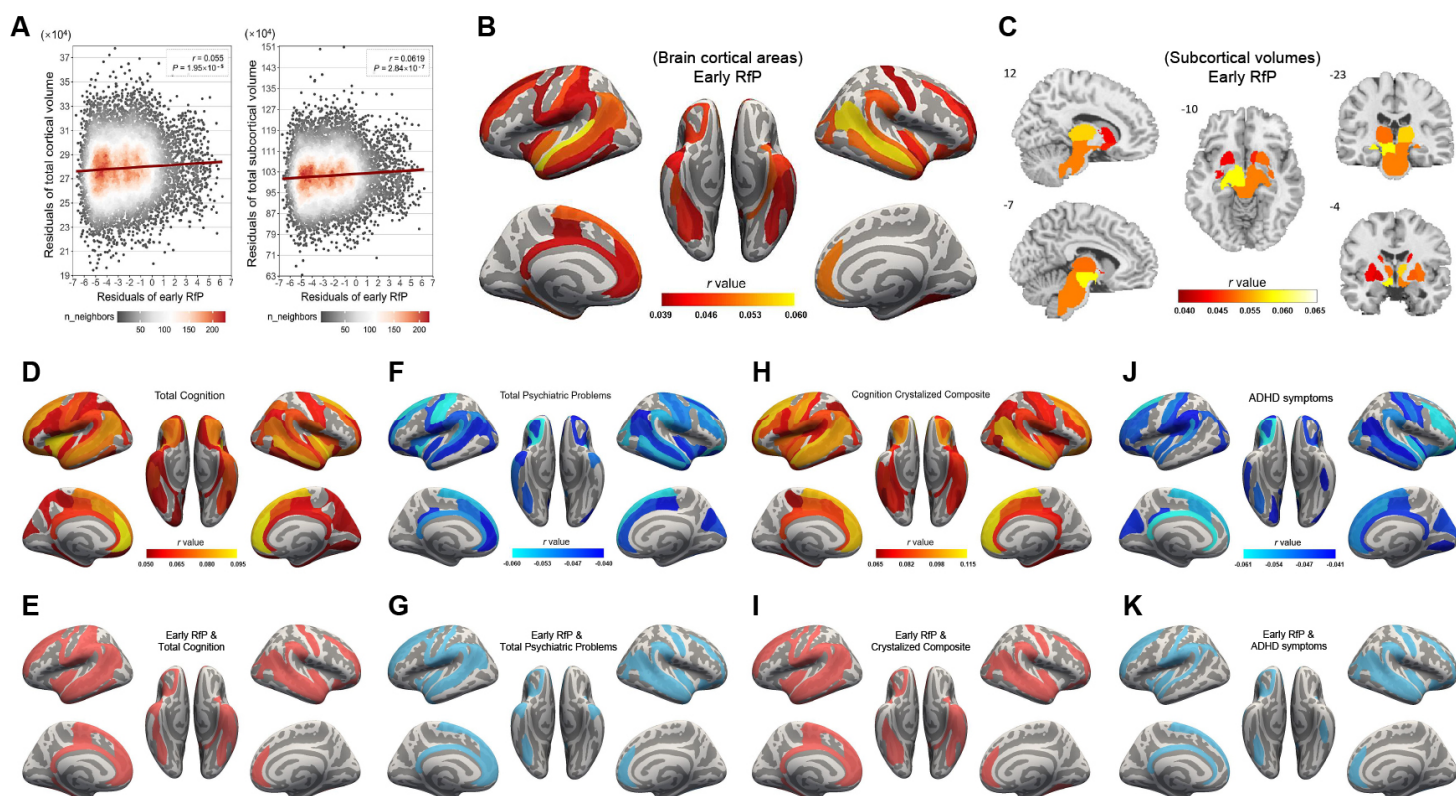 A
(×10⁴)
r = 0.055
P = 1.95×10⁻⁵
Residuals of total cortical volume
37
35
33
31
29
27
25
23
21
19
-7 -6 -5 -4 -3 -2 -1 0 1 2 3 4 5 6 7
Residuals of early RfP
n_neighbors
50 100 150 200
(×10⁴)
r = 0.0619
P = 2.84×10⁻⁷
Residuals of total subcortical volume
151
143
135
127
119
111
103
95
87
79
71
63
-7 -6 -5 -4 -3 -2 -1 0 1 2 3 4 5 6 7
Residuals of early RfP
n_neighbors
50 100 150 200
B
(Brain cortical areas)
Early RfP
r value
0.039 0.046 0.053 0.060
C
(Subcortical volumes)
Early RfP
12
-10
-23
-7
-4
r value
0.040 0.045 0.055 0.060 0.065
D
Total Cognition
r value
0.050 0.065 0.080 0.095
F
Total Psychiatric Problems
r value
-0.060 -0.053 -0.047 -0.040
H
Cognition Crystalized Composite
r value
0.065 0.082 0.098 0.115
J
ADHD symptoms
r value
-0.061 -0.054 -0.047 -0.041
E
Early RfP &
Total Cognition
G
Early RfP &
Total Psychiatric Problems
I
Early RfP &
Crystalized Composite
K
Early RfP &
ADHD symptoms